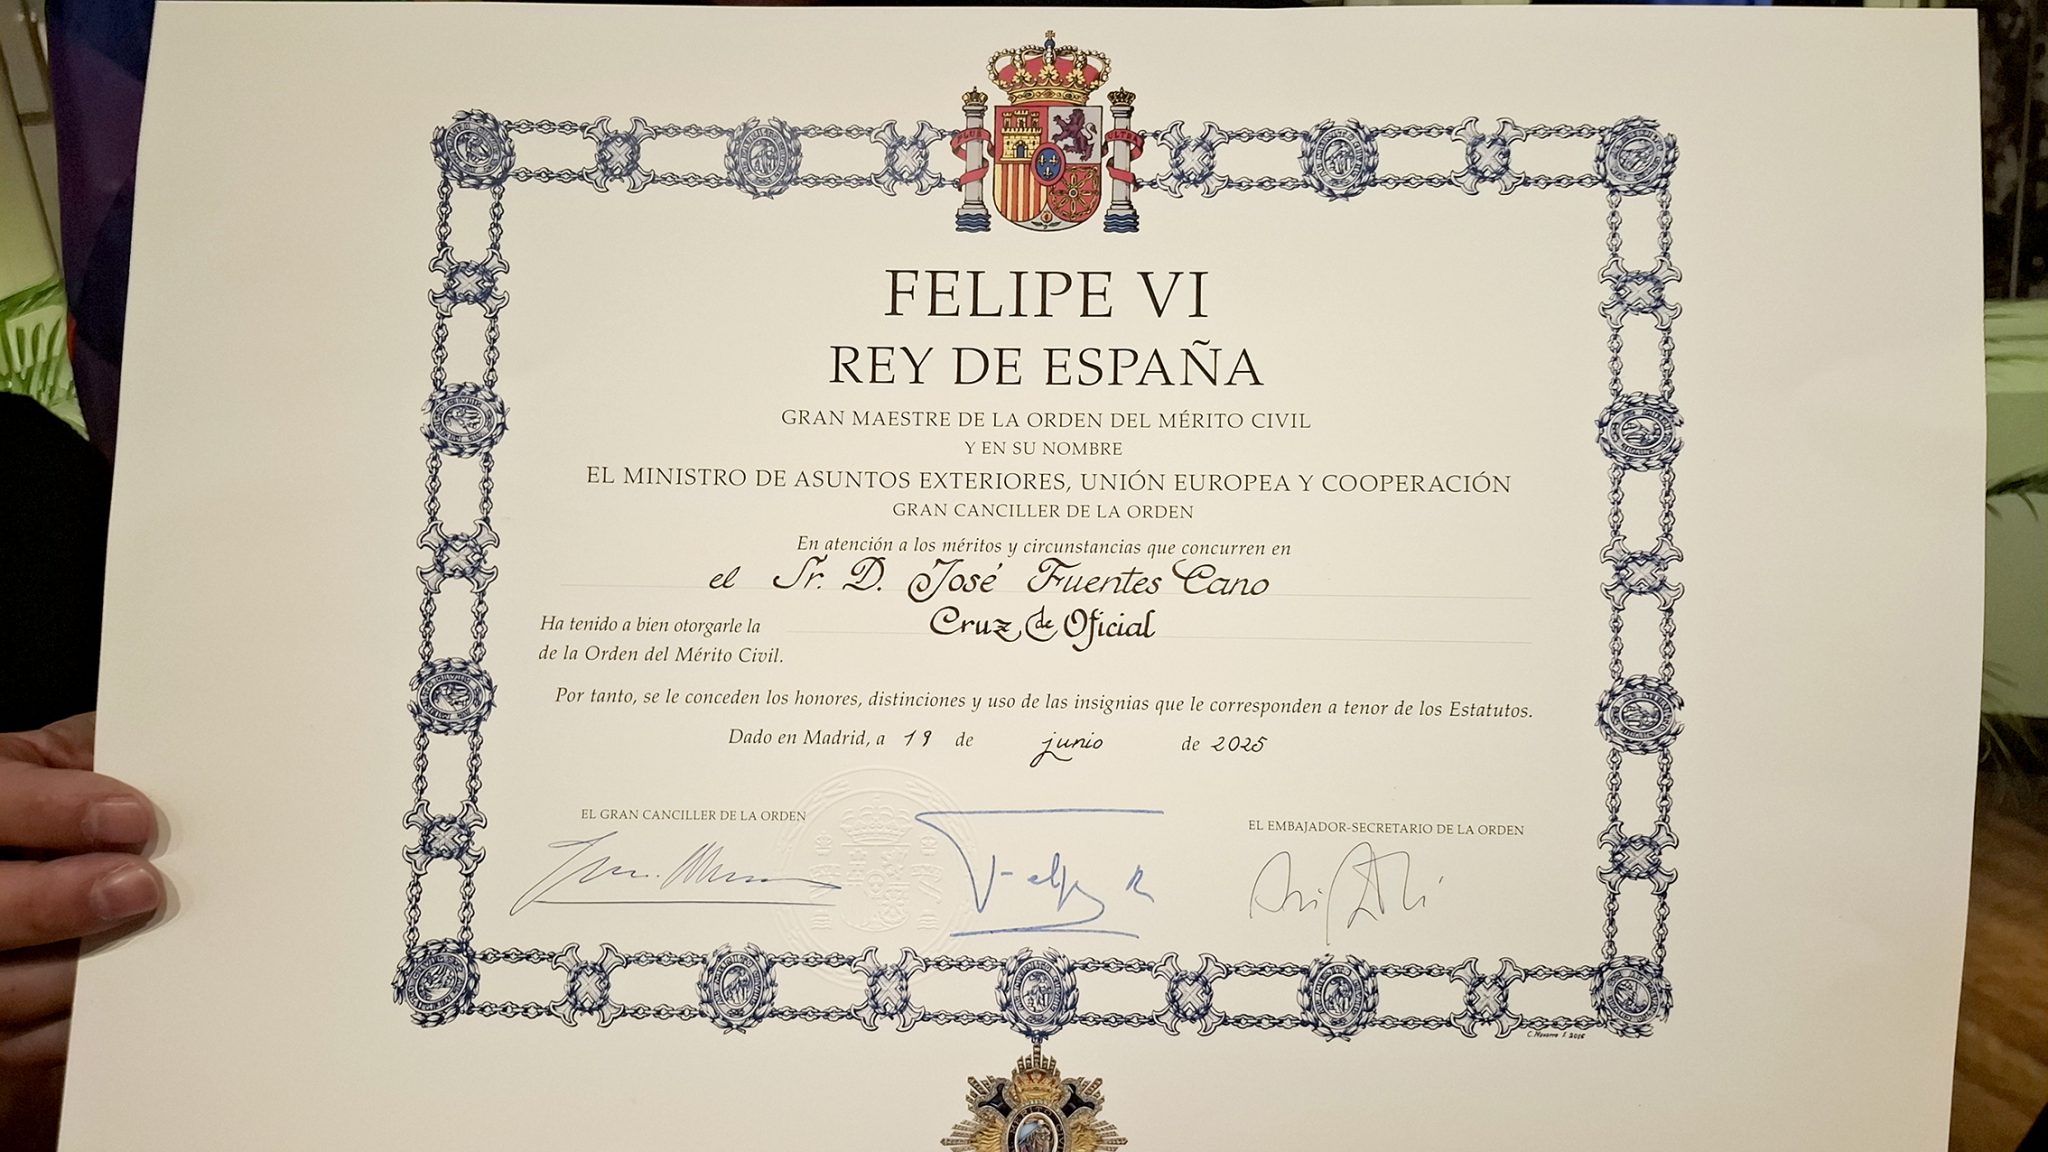 PLUS ULTRA
FELIPE VI
REY DE ESPAÑA
GRAN MAESTRE DE LA ORDEN DEL MÉRITO CIVIL
Y EN SU NOMBRE
EL MINISTRO DE ASUNTOS EXTERIORES, UNIÓN EUROPEA Y COOPERACIÓN
GRAN CANCILLER DE LA ORDEN
En atención a los méritos y circunstancias que concurren en
el Sr. D. José Fuentes Cano
Ha tenido a bien otorgarle la Cruz de Oficial
de la Orden del Mérito Civil.
Por tanto, se le conceden los honores, distinciones y uso de las insignias que le corresponden a tenor de los Estatutos.
Dado en Madrid, a 19 de junio de 2025
EL GRAN CANCILLER DE LA ORDEN
EL EMBAJADOR-SECRETARIO DE LA ORDEN
Felipe R
C. Navarro I. 2016